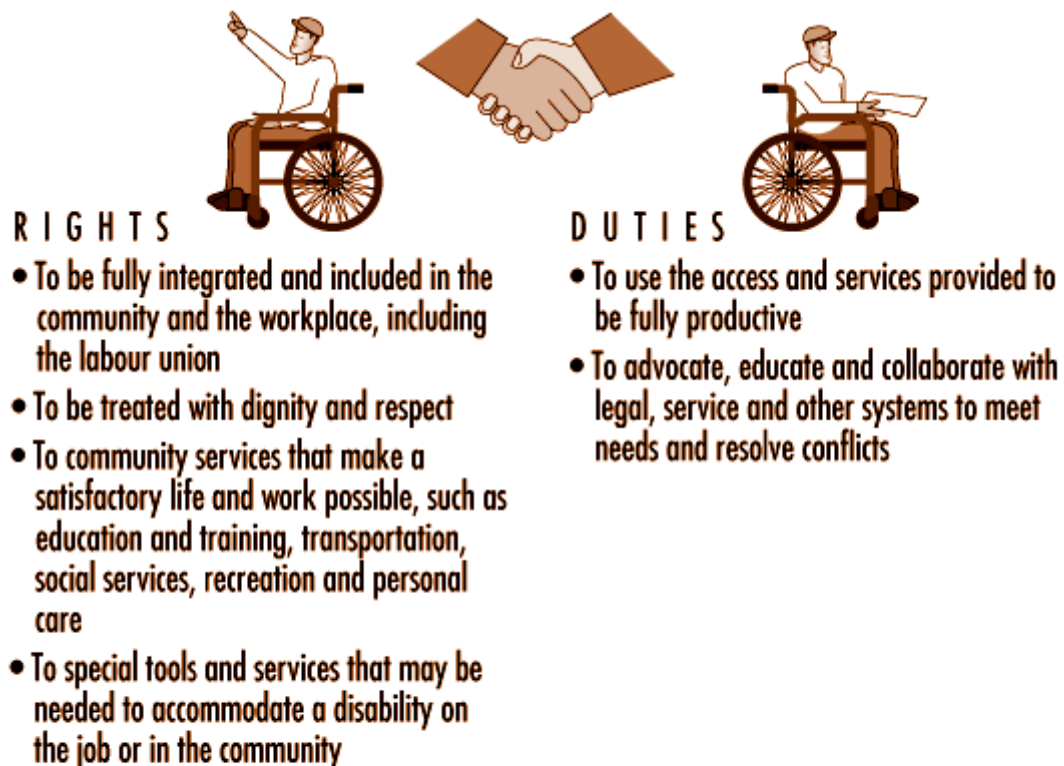 RIGHTS
• To be fully integrated and included in the
community and the workplace, including
the labour union
• To be treated with dignity and respect
• To community services that make a
satisfactory life and work possible, such as
education and training, transportation,
social services, recreation and personal
care
• To special tools and services that may be
needed to accommodate a disability on
the job or in the community
DUTIES
• To use the access and services provided to
be fully productive
• To advocate, educate and collaborate with
legal, service and other systems to meet
needs and resolve conflicts